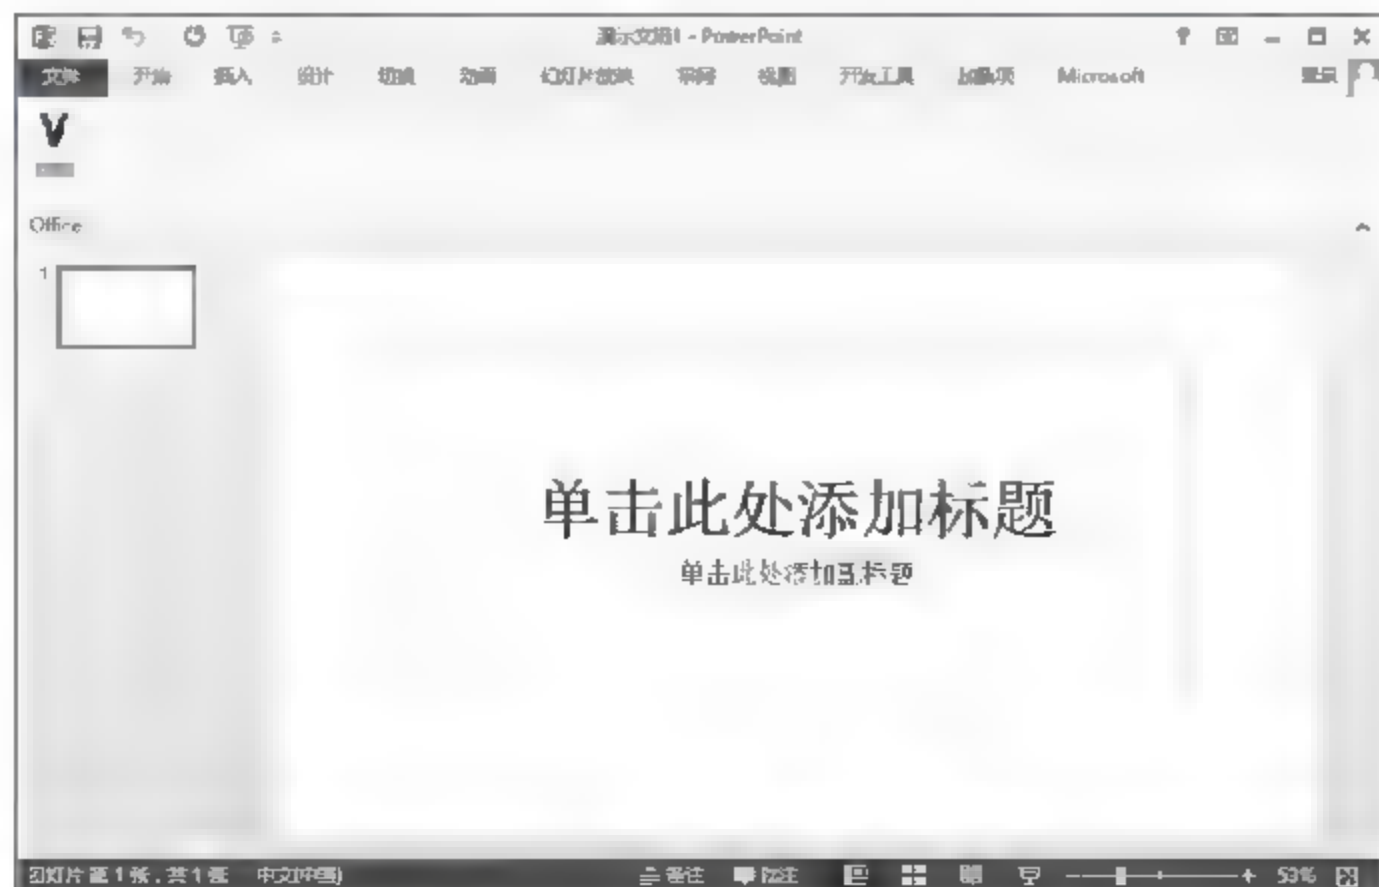 演示文稿1 - PowerPoint
文件 开始 插入 设计 切换 动画 幻灯片放映 审阅 视图 开发工具 加载项 Microsoft 登录
V
Office
1
单击此处添加标题
单击此处添加副标题
幻灯片 第 1 张，共 1 张 中文(中国) 备注 批注 53%